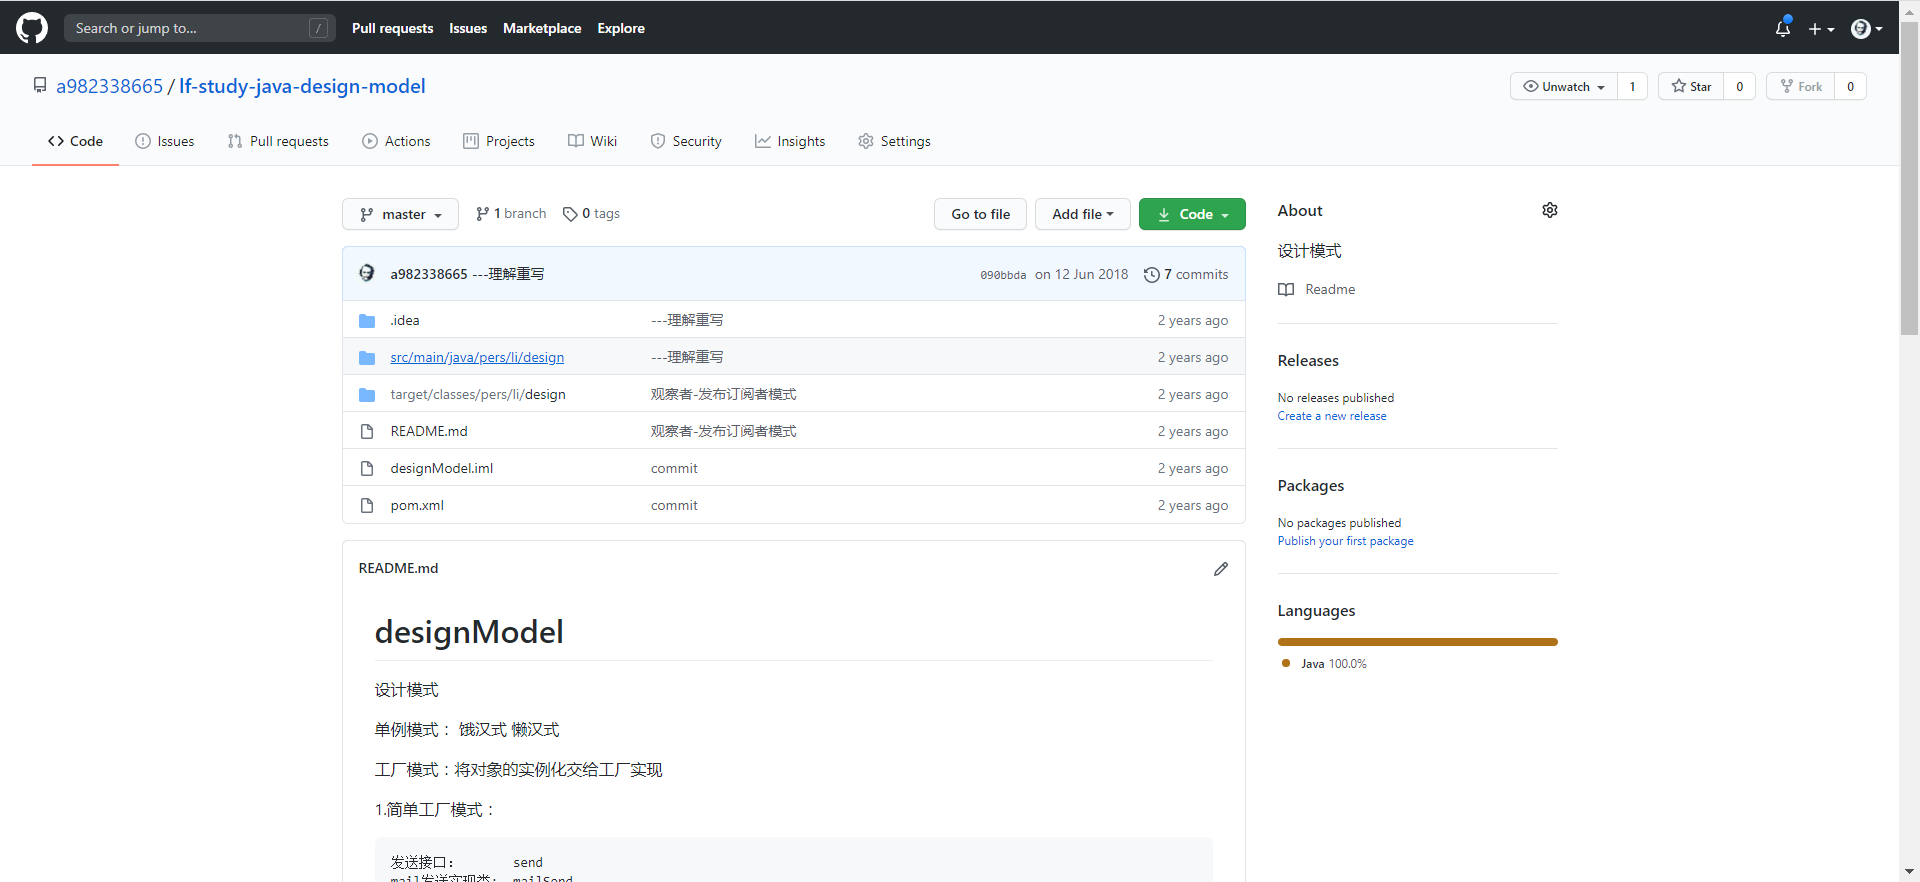 Search or jump to... / Pull requests Issues Marketplace Explore
a982338665 / lf-study-java-design-model Unwatch 1 Star 0 Fork 0
Code Issues Pull requests Actions Projects Wiki Security Insights Settings
master 1 branch 0 tags Go to file Add file Code
a982338665 ---理解重写 090bbda on 12 Jun 2018 7 commits
.idea ---理解重写 2 years ago
src/main/java/pers/li/design ---理解重写 2 years ago
target/classes/pers/li/design 观察者-发布订阅者模式 2 years ago
README.md 观察者-发布订阅者模式 2 years ago
designModel.iml commit 2 years ago
pom.xml commit 2 years ago
README.md
designModel
设计模式
单例模式： 饿汉式 懒汉式
工厂模式：将对象的实例化交给工厂实现
1.简单工厂模式：
发送接口： send
mail发送实现类： mailSend
About
设计模式
Readme
Releases
No releases published
Create a new release
Packages
No packages published
Publish your first package
Languages
Java 100.0%